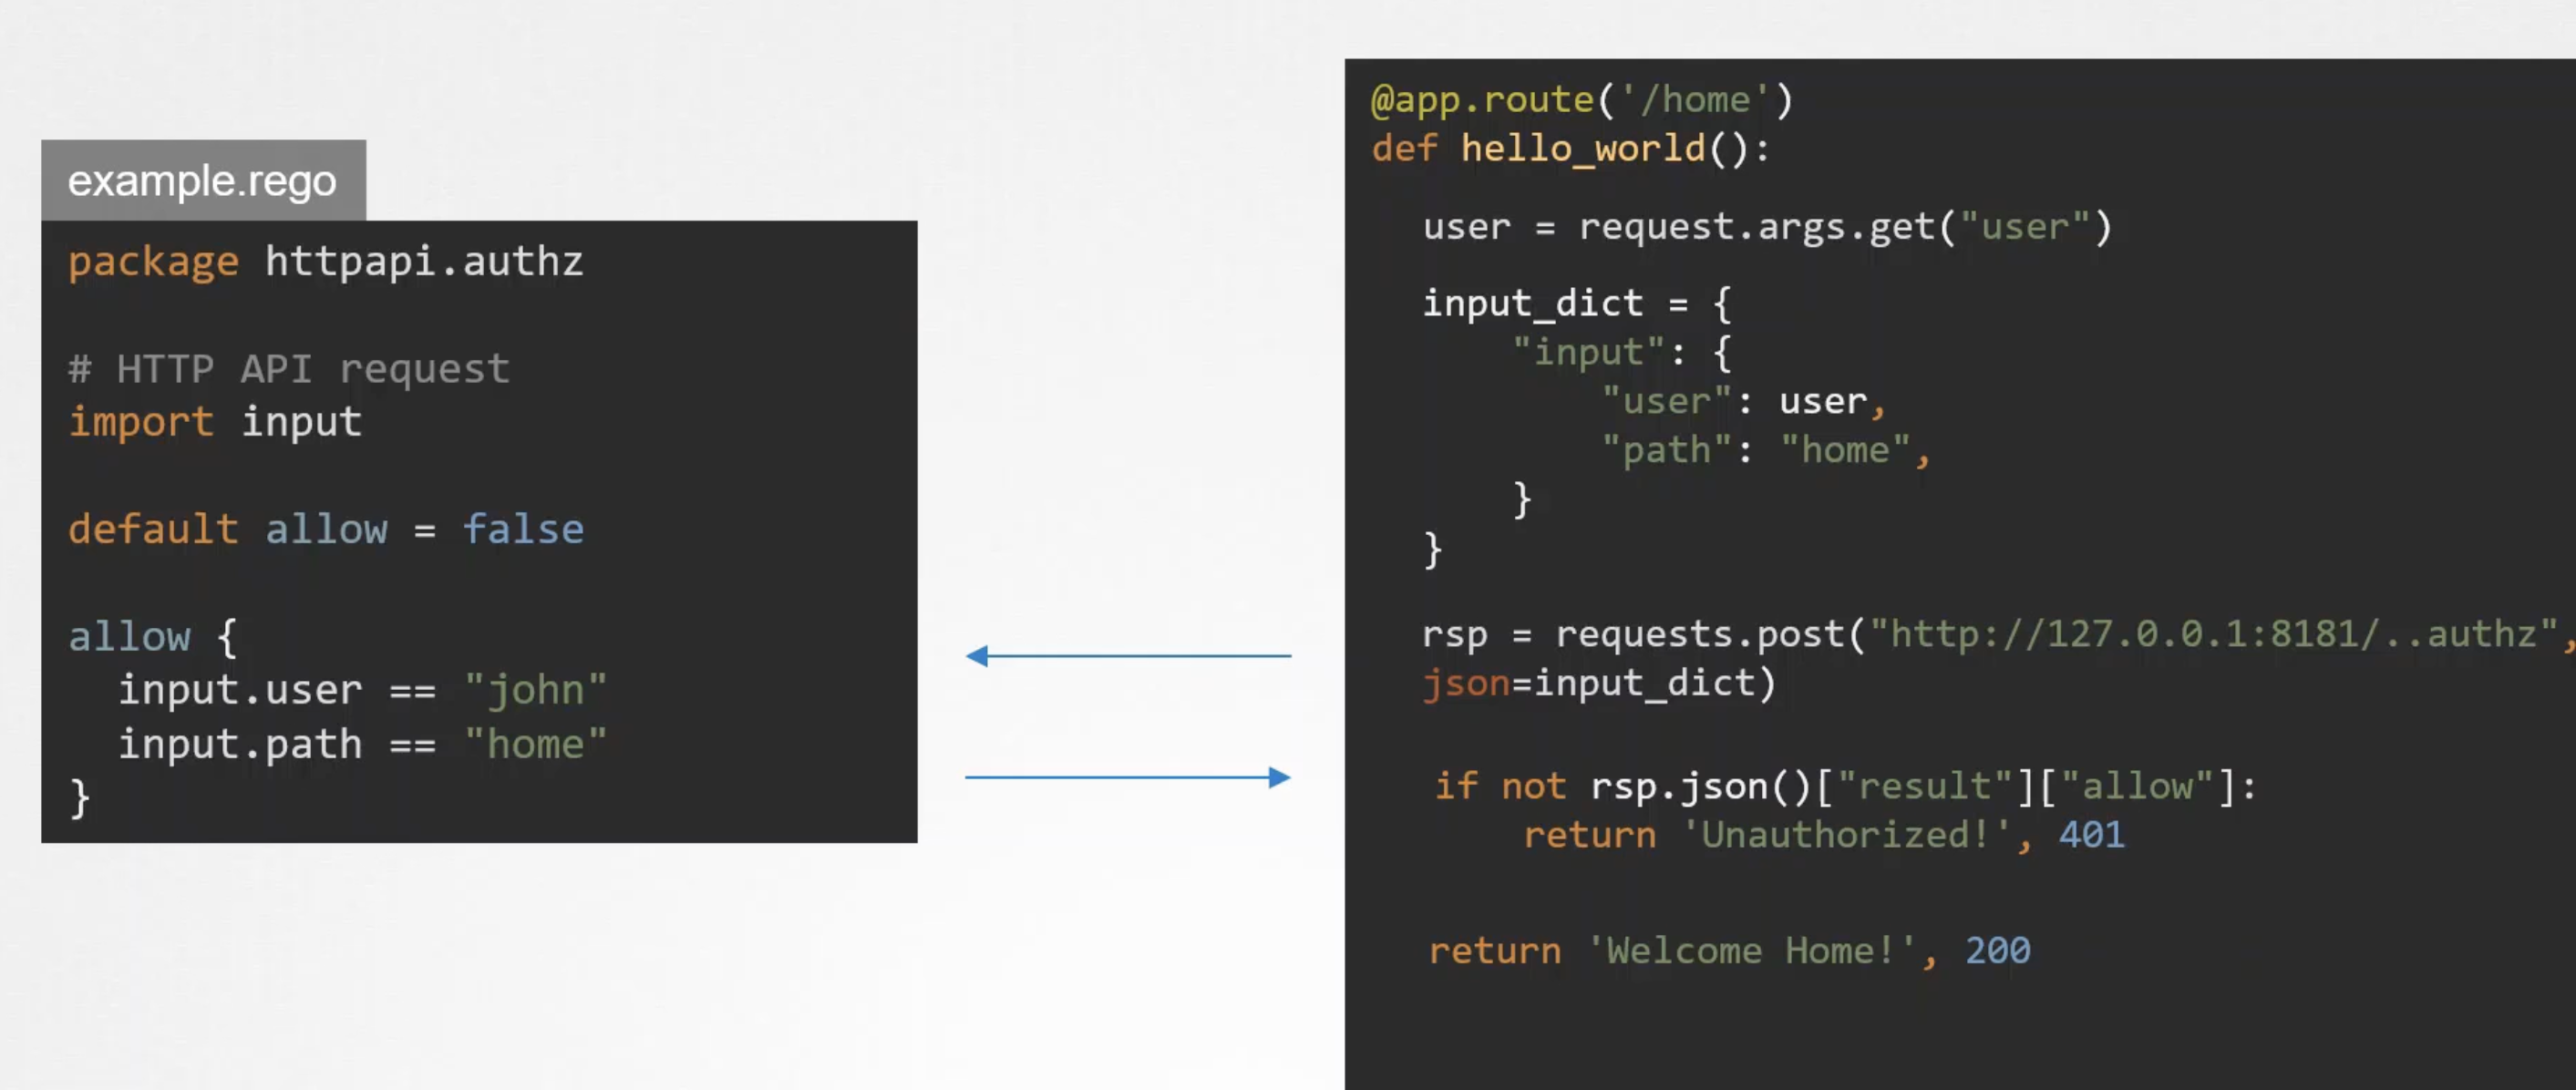 example.rego
package httpapi.authz
# HTTP API request
import input
default allow = false
allow {
input.user == "john"
input.path == "home"
}
@app.route('/home')
def hello_world():
user = request.args.get("user")
input_dict = {
"input": {
"user": user,
"path": "home",
}
}
rsp = requests.post("http://127.0.0.1:8181/..authz",
json=input_dict)
if not rsp.json()["result"]["allow"]:
return 'Unauthorized!', 401
return 'Welcome Home!', 200